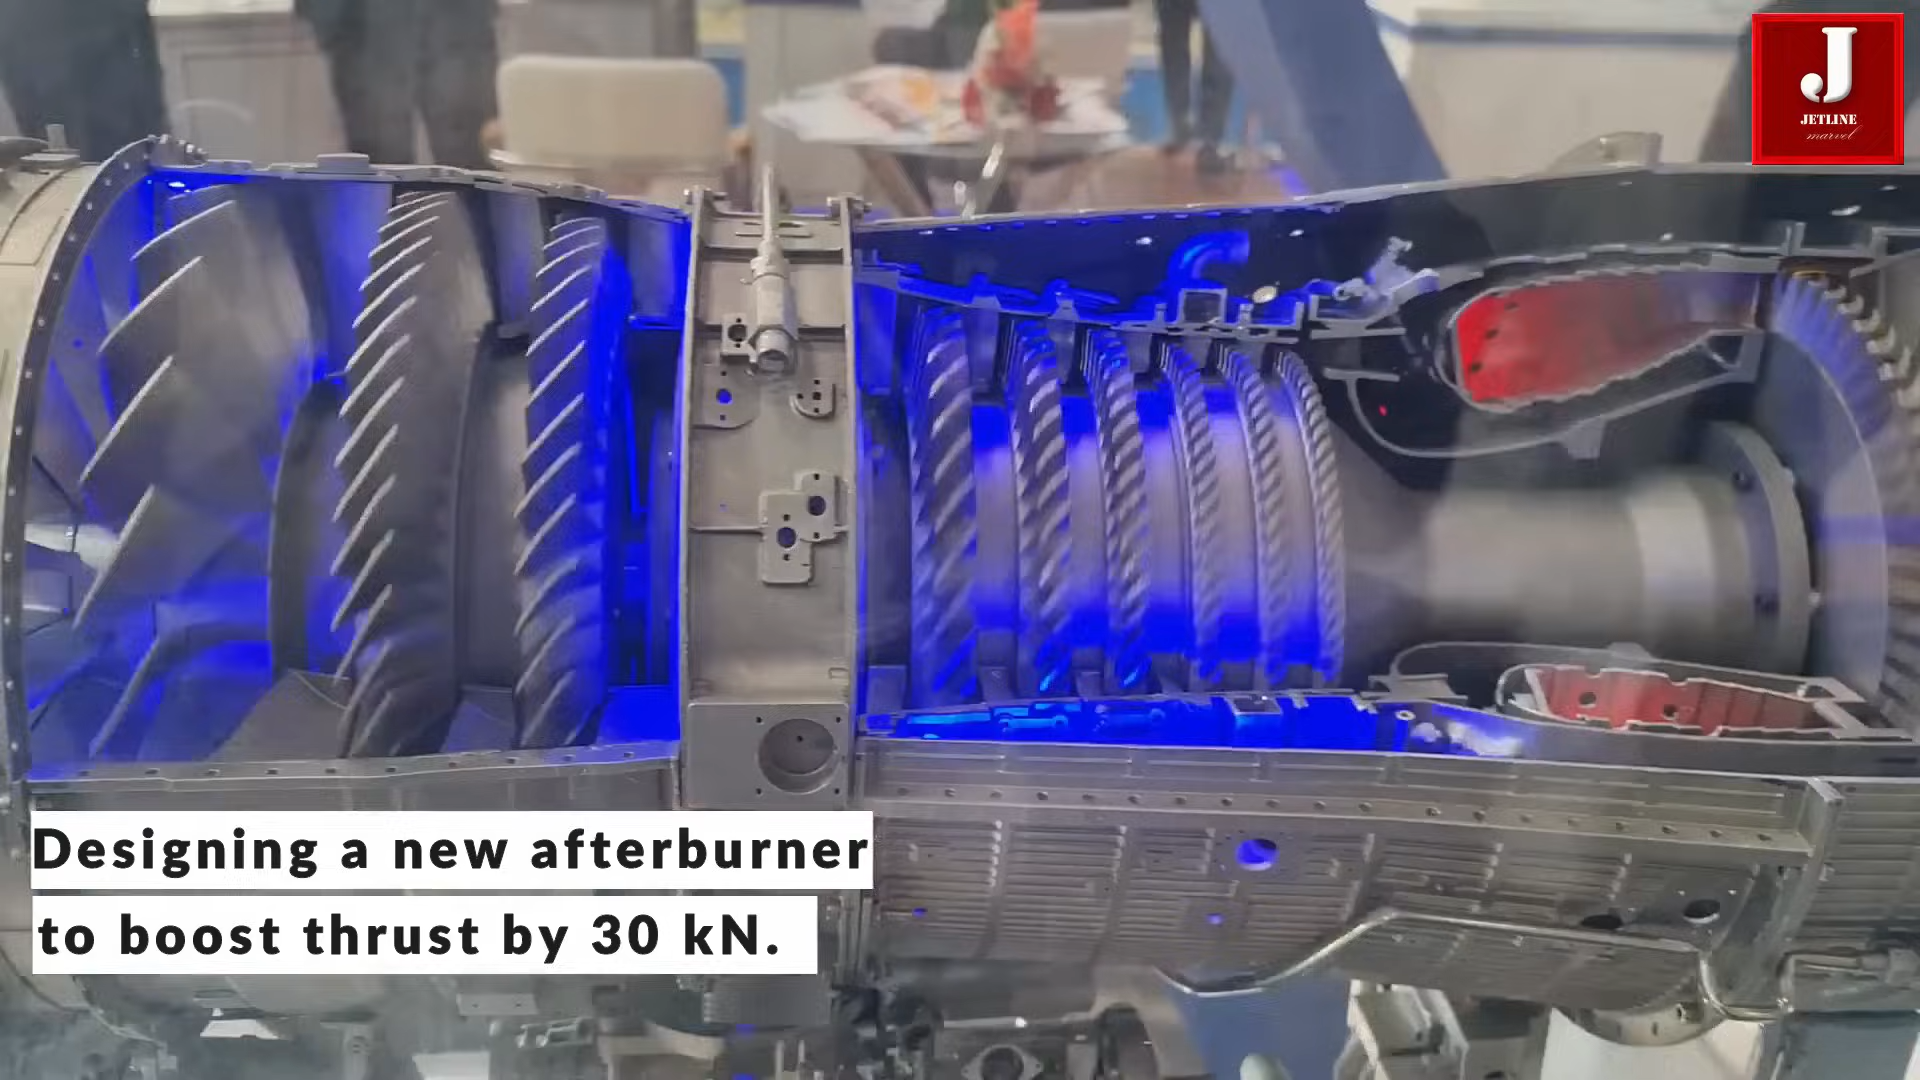 J
JETLINE
marvel
Designing a new afterburner
to boost thrust by 30 kN.